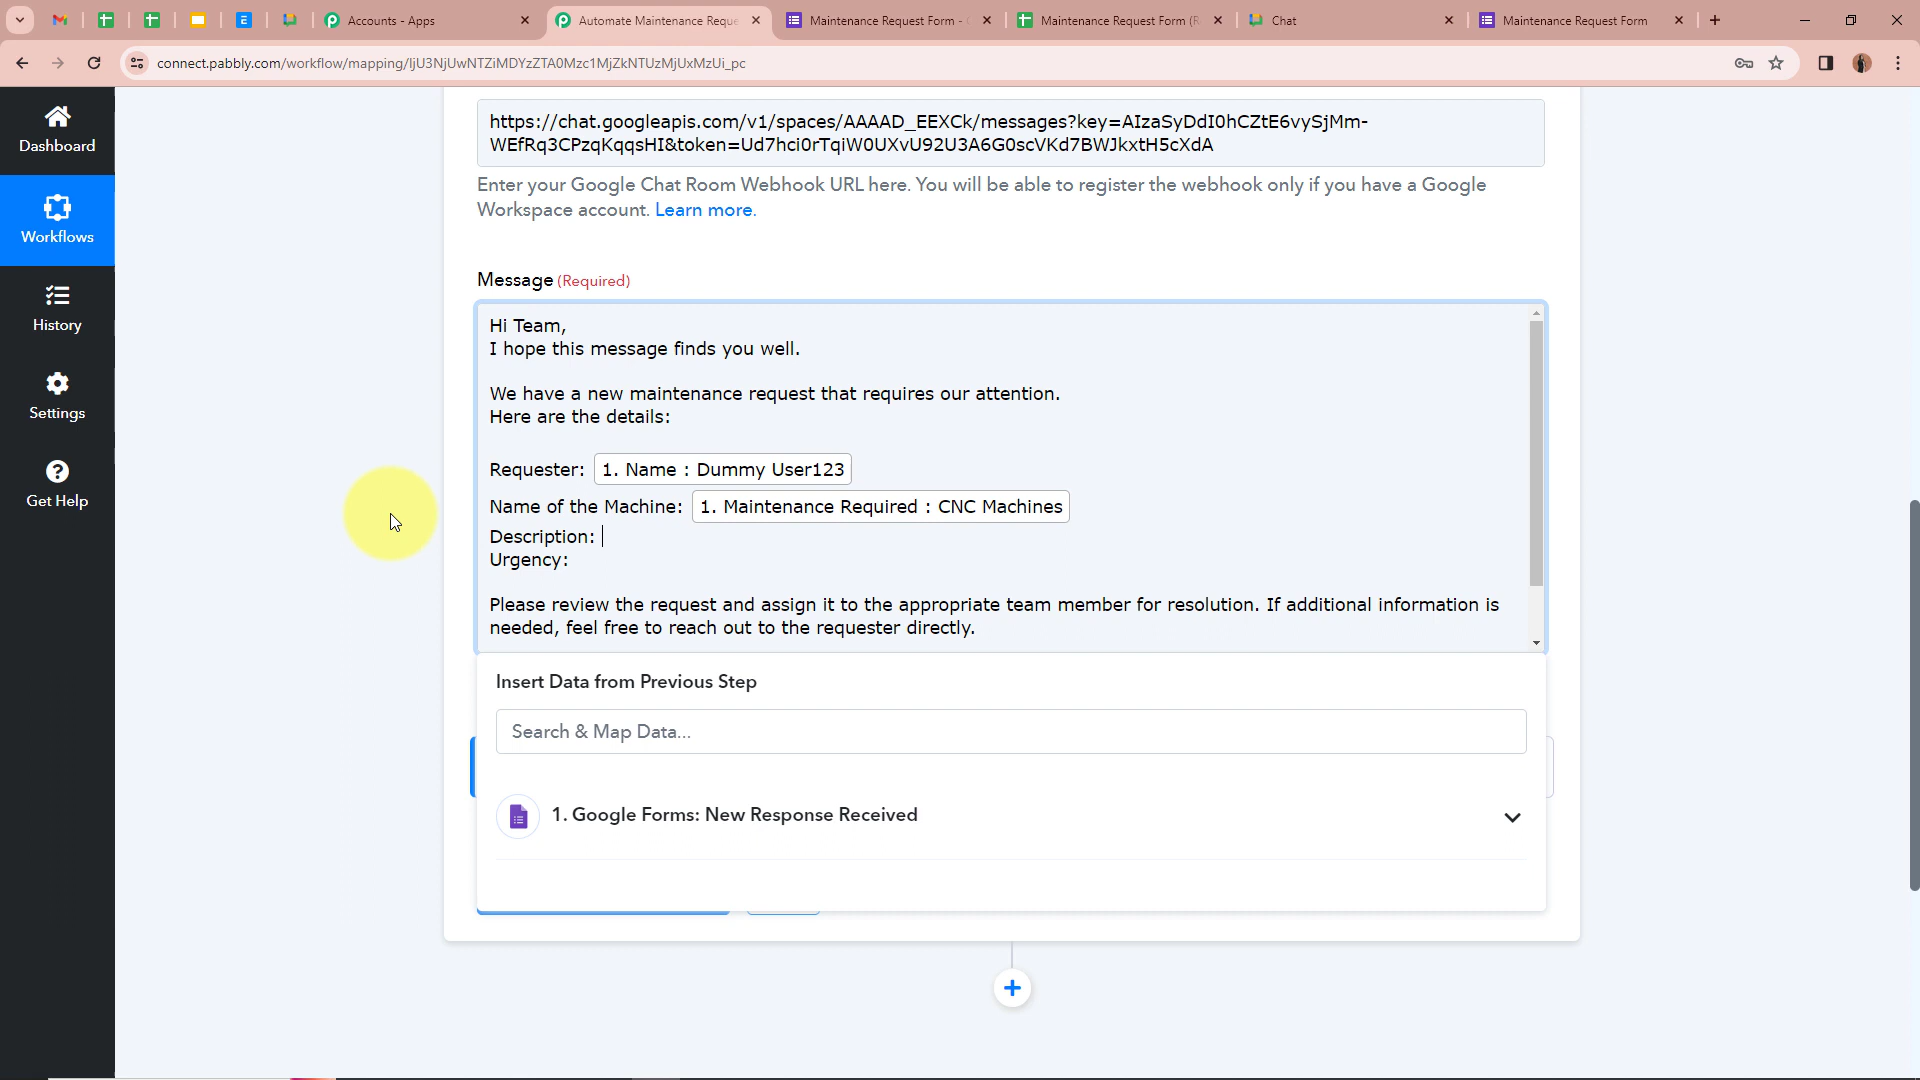 Accounts - Apps
Automate Maintenance Reque
Maintenance Request Form -
Maintenance Request Form (R
Chat
Maintenance Request Form
connect.pabbly.com/workflow/mapping/IjU3NjUwNTZiMDYzZTA0Mzc1MjZkNTUzMjUxMzUi_pc
Dashboard
Workflows
History
Settings
Get Help
https://chat.googleapis.com/v1/spaces/AAAAD_EEXCk/messages?key=AIzaSyDdI0hCZtE6vySjMm-
WEfRq3CPzqKqqsHI&token=Ud7hci0rTqiW0UXvU92U3A6G0scVKd7BWJkxtH5cXdA
Enter your Google Chat Room Webhook URL here. You will be able to register the webhook only if you have a Google
Workspace account. Learn more.
Message (Required)
Hi Team,
I hope this message finds you well.
We have a new maintenance request that requires our attention.
Here are the details:
Requester: 1. Name : Dummy User123
Name of the Machine: 1. Maintenance Required : CNC Machines
Description:
Urgency:
Please review the request and assign it to the appropriate team member for resolution. If additional information is
needed, feel free to reach out to the requester directly.
Insert Data from Previous Step
Search & Map Data...
1. Google Forms: New Response Received